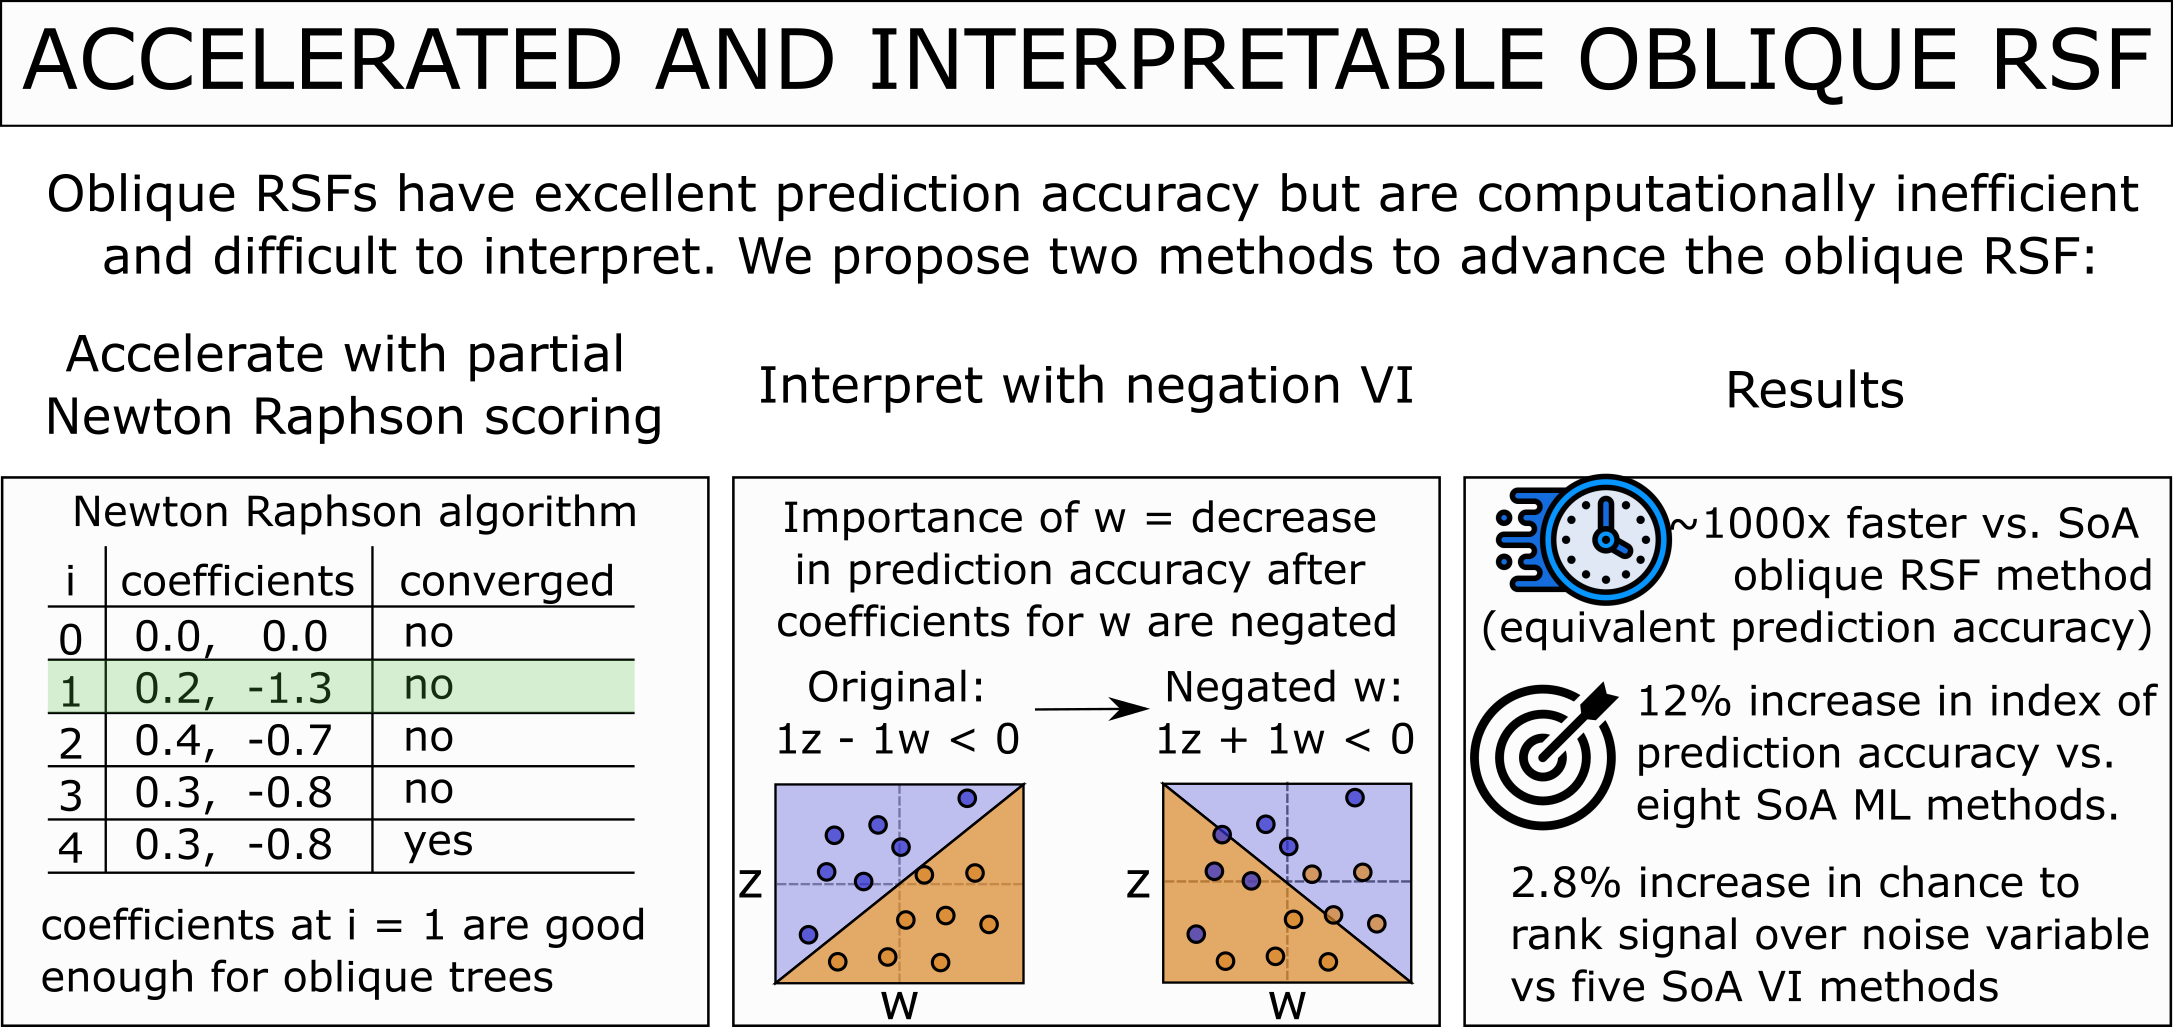 ACCELERATED AND INTERPRETABLE OBLIQUE RSF
Oblique RSFs have excellent prediction accuracy but are computationally inefficient
and difficult to interpret. We propose two methods to advance the oblique RSF:
Accelerate with partial
Newton Raphson scoring
Newton Raphson algorithm
i coefficients converged
0 0.0, 0.0 no
1 0.2, -1.3 no
2 0.4, -0.7 no
3 0.3, -0.8 no
4 0.3, -0.8 yes
coefficients at i = 1 are good
enough for oblique trees
Interpret with negation VI
Importance of w = decrease
in prediction accuracy after
coefficients for w are negated
Original:
1z - 1w < 0
z
w
Negated w:
1z + 1w < 0
z
w
Results
~1000x faster vs. SoA
oblique RSF method
(equivalent prediction accuracy)
12% increase in index of
prediction accuracy vs.
eight SoA ML methods.
2.8% increase in chance to
rank signal over noise variable
vs five SoA VI methods